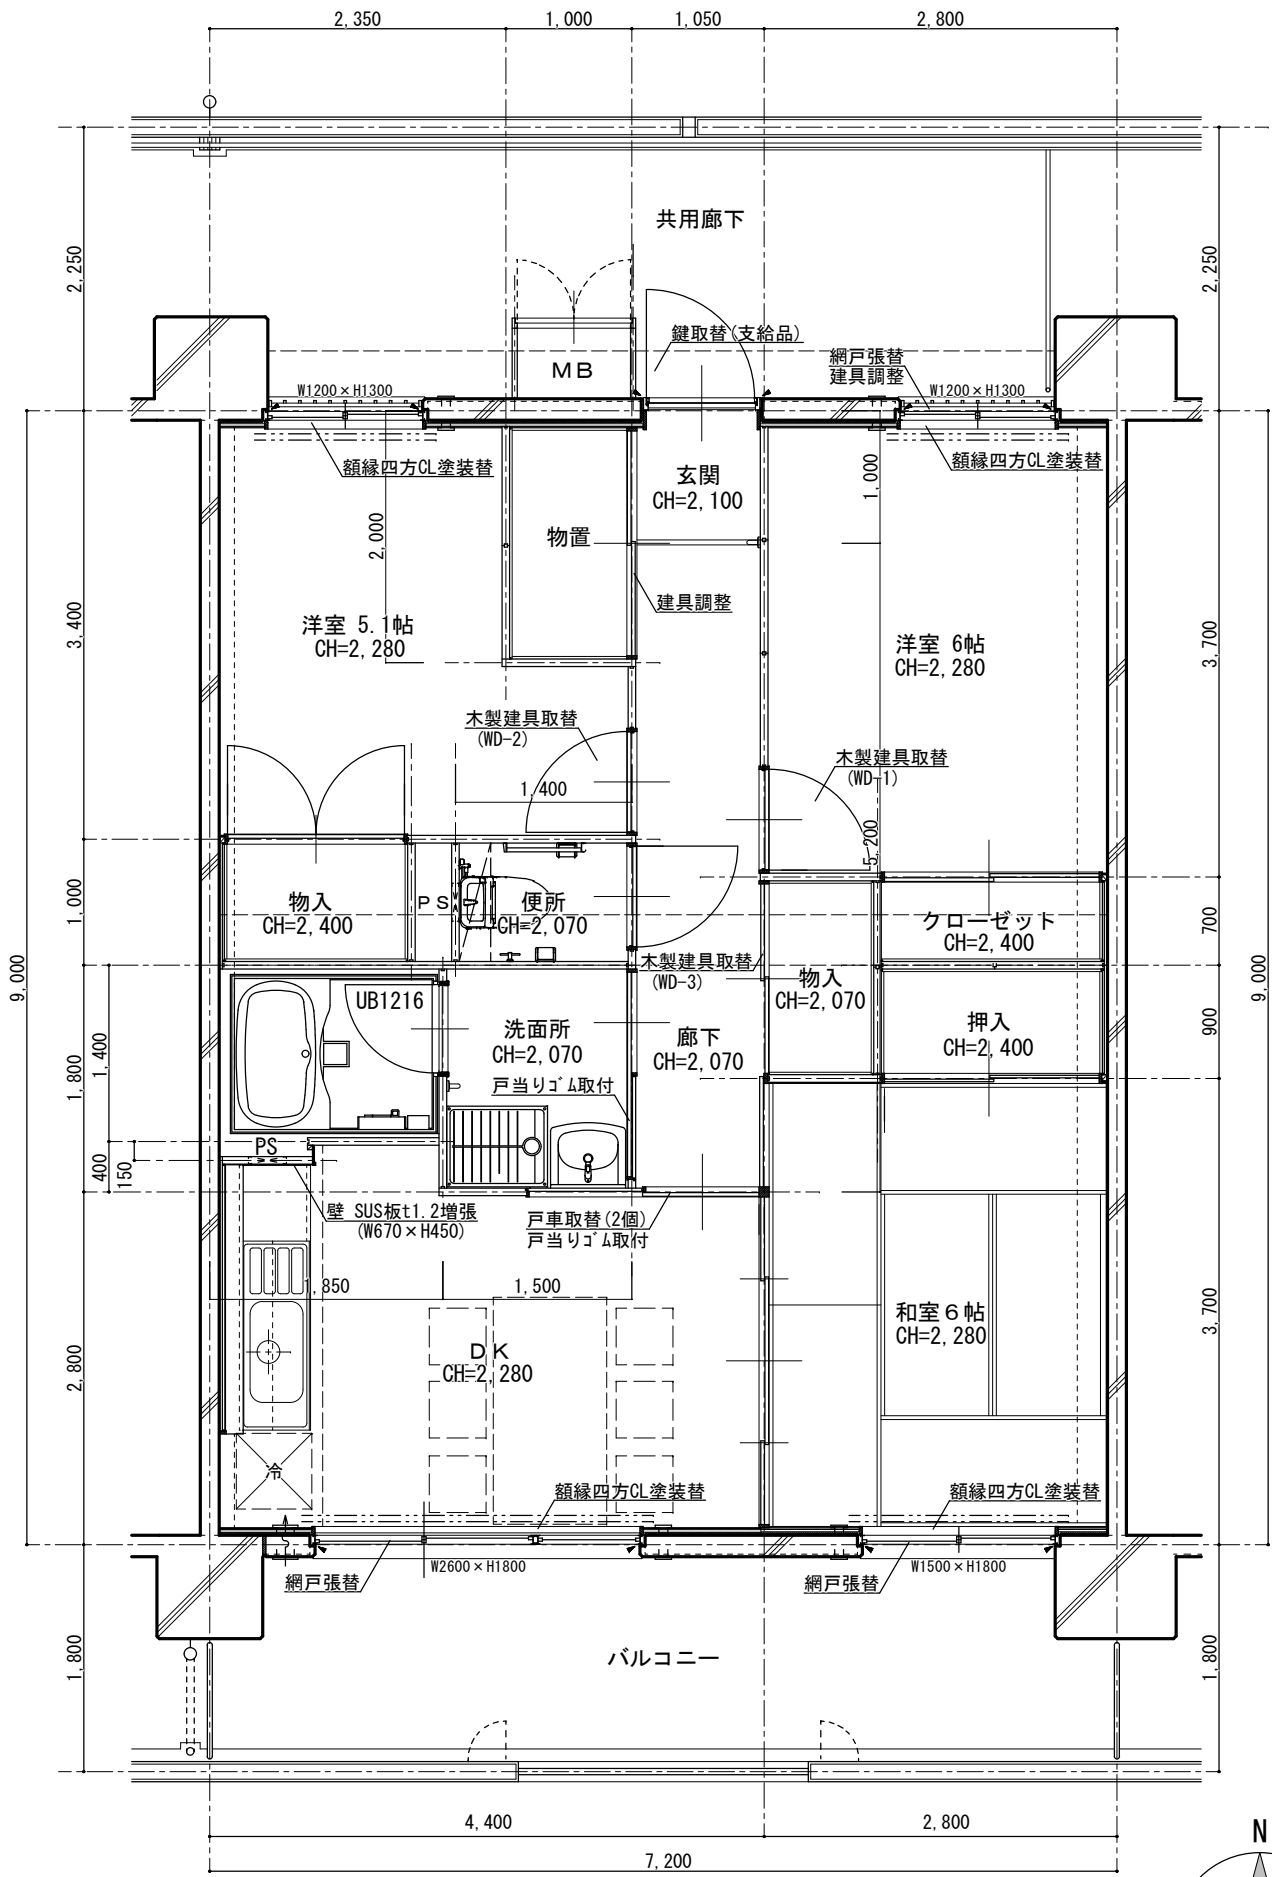 2,350
1,000
1,050
2,800
共用廊下
2,250
2,250
鍵取替(支給品)
網戸張替
建具調整
MB
W1200×H1300
W1200×H1300
額縁四方CL塗装替
額縁四方CL塗装替
玄関
CH=2,100
1,000
2,000
物置
建具調整
3,400
洋室 5.1帖
CH=2,280
洋室 6帖
CH=2,280
3,700
木製建具取替
(WD-2)
木製建具取替
(WD-1)
1,400
5,200
1,000
物入
CH=2,400
PS
便所
CH=2,070
クローゼット
CH=2,400
700
9,000
木製建具取替
(WD-3)
物入
CH=2,070
9,000
UB1216
洗面所
CH=2,070
廊下
CH=2,070
押入
CH=2,400
900
1,800
1,400
戸当りゴム取付
PS
400
150
壁 SUS板t1.2増張
(W670×H450)
戸車取替(2個)
戸当りゴム取付
1,850
1,500
和室6帖
CH=2,280
3,700
2,800
DK
CH=2,280
冷
額縁四方CL塗装替
額縁四方CL塗装替
W2600×H1800
W1500×H1800
網戸張替
網戸張替
1,800
バルコニー
1,800
4,400
2,800
7,200
N